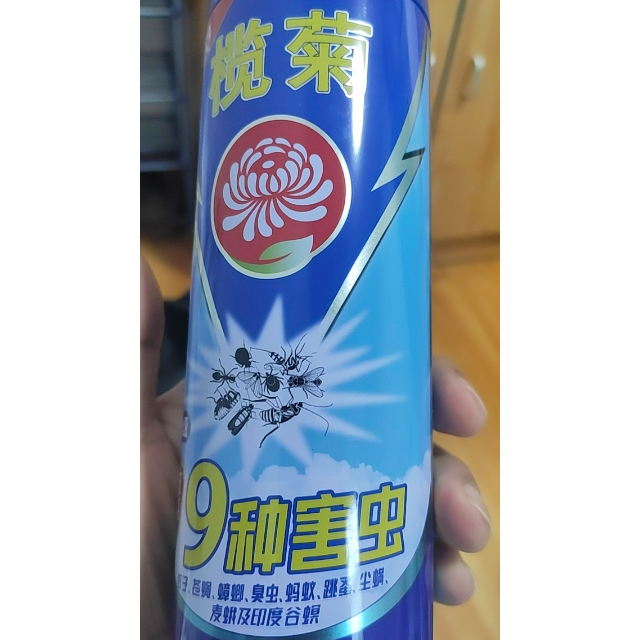 榄菊
9种害虫
子、苍蝇、蟑螂、臭虫、蚂蚁、跳蚤、尘螨、
麦蛾及印度谷螟